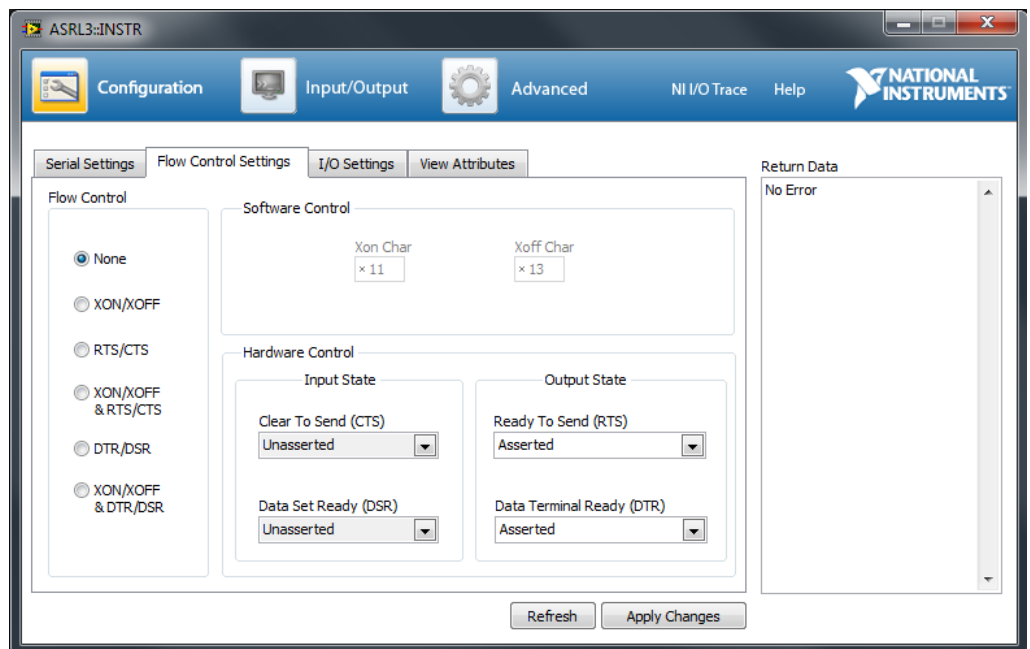 ASRL3::INSTR
Configuration
Input/Output
Advanced
NI I/O Trace
Help
NATIONAL
INSTRUMENTS
Serial Settings
Flow Control Settings
I/O Settings
View Attributes
Return Data
No Error
Flow Control
None
XON/XOFF
RTS/CTS
XON/XOFF
& RTS/CTS
DTR/DSR
XON/XOFF
& DTR/DSR
Software Control
Xon Char
× 11
Xoff Char
× 13
Hardware Control
Input State
Clear To Send (CTS)
Unasserted
Data Set Ready (DSR)
Unasserted
Output State
Ready To Send (RTS)
Asserted
Data Terminal Ready (DTR)
Asserted
Refresh
Apply Changes